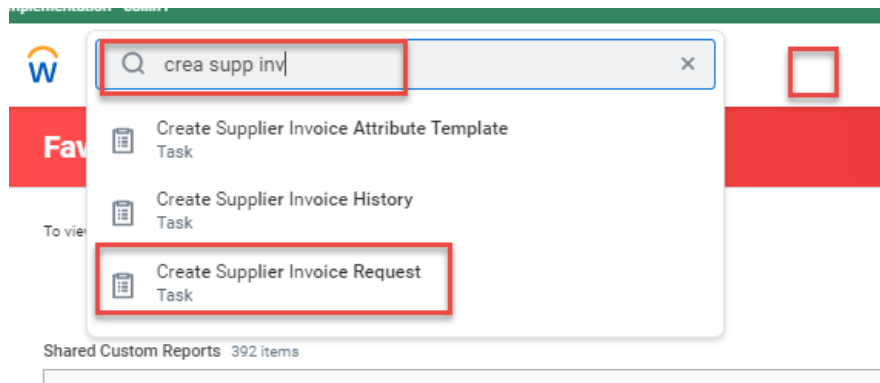 crea supp inv
Create Supplier Invoice Attribute Template
Task
Fav
Create Supplier Invoice History
Task
To vie
Create Supplier Invoice Request
Task
Shared Custom Reports 392 items